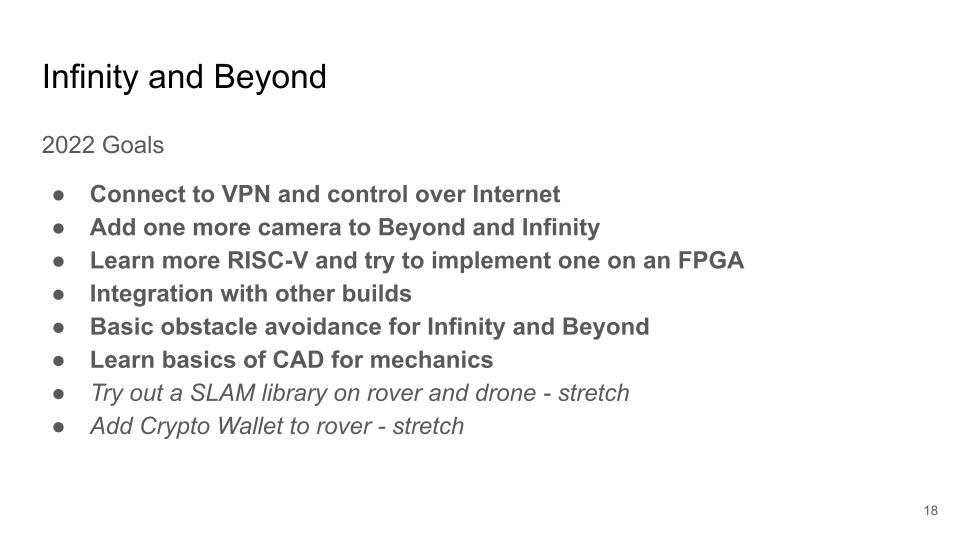 Infinity and Beyond
2022 Goals
● Connect to VPN and control over Internet
● Add one more camera to Beyond and Infinity
● Learn more RISC-V and try to implement one on an FPGA
● Integration with other builds
● Basic obstacle avoidance for Infinity and Beyond
● Learn basics of CAD for mechanics
● Try out a SLAM library on rover and drone - stretch
● Add Crypto Wallet to rover - stretch
18